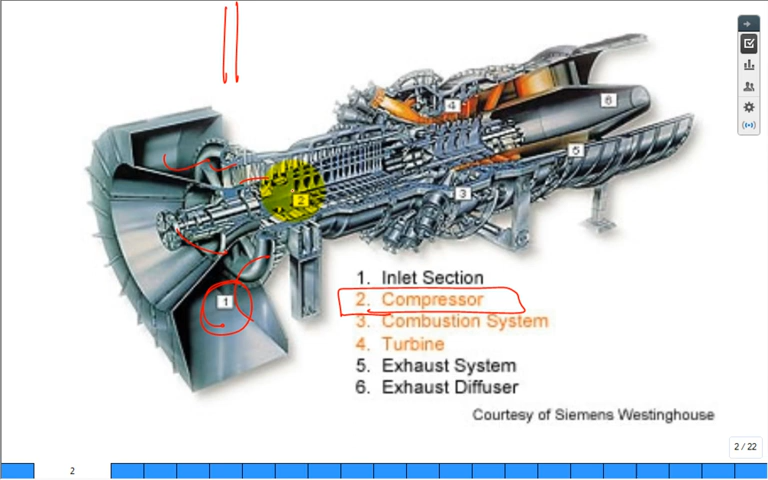 4
6
5
2
3
1
1. Inlet Section
2. Compressor
3. Combustion System
4. Turbine
5. Exhaust System
6. Exhaust Diffuser
Courtesy of Siemens Westinghouse
2 / 22
2